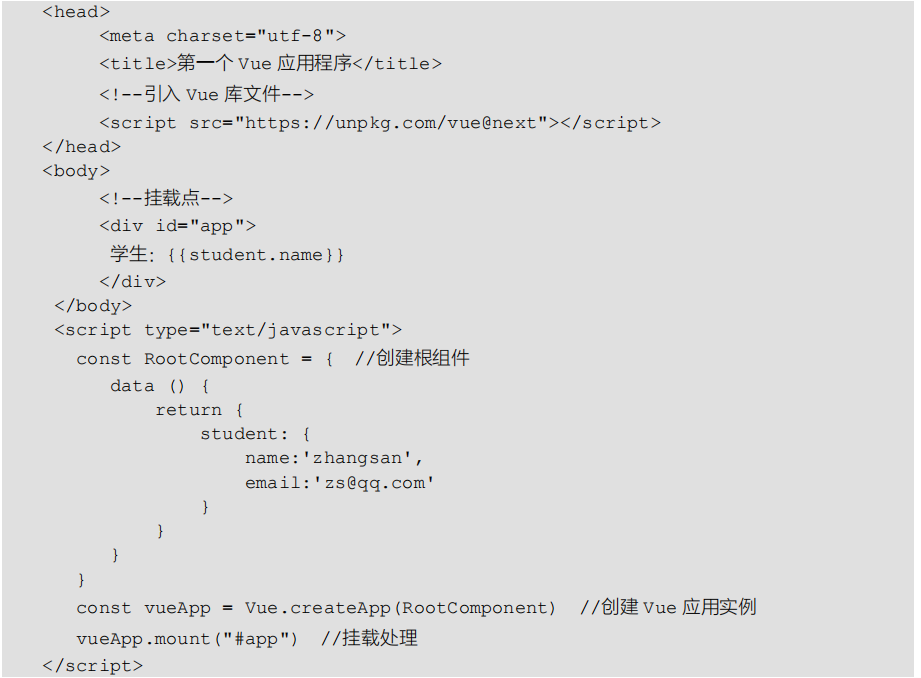 <head>
<meta charset="utf-8">
<title>第一个 Vue 应用程序</title>
<!--引入 Vue 库文件-->
<script src="https://unpkg.com/vue@next"></script>
</head>
<body>
<!--挂载点-->
<div id="app">
学生：{{student.name}}
</div>
</body>
<script type="text/javascript">
const RootComponent = {  //创建根组件
data () {
return {
student: {
name:'zhangsan',
email:'zs@qq.com'
}
}
}
}
const vueApp = Vue.createApp(RootComponent)  //创建 Vue 应用实例
vueApp.mount("#app")  //挂载处理
</script>